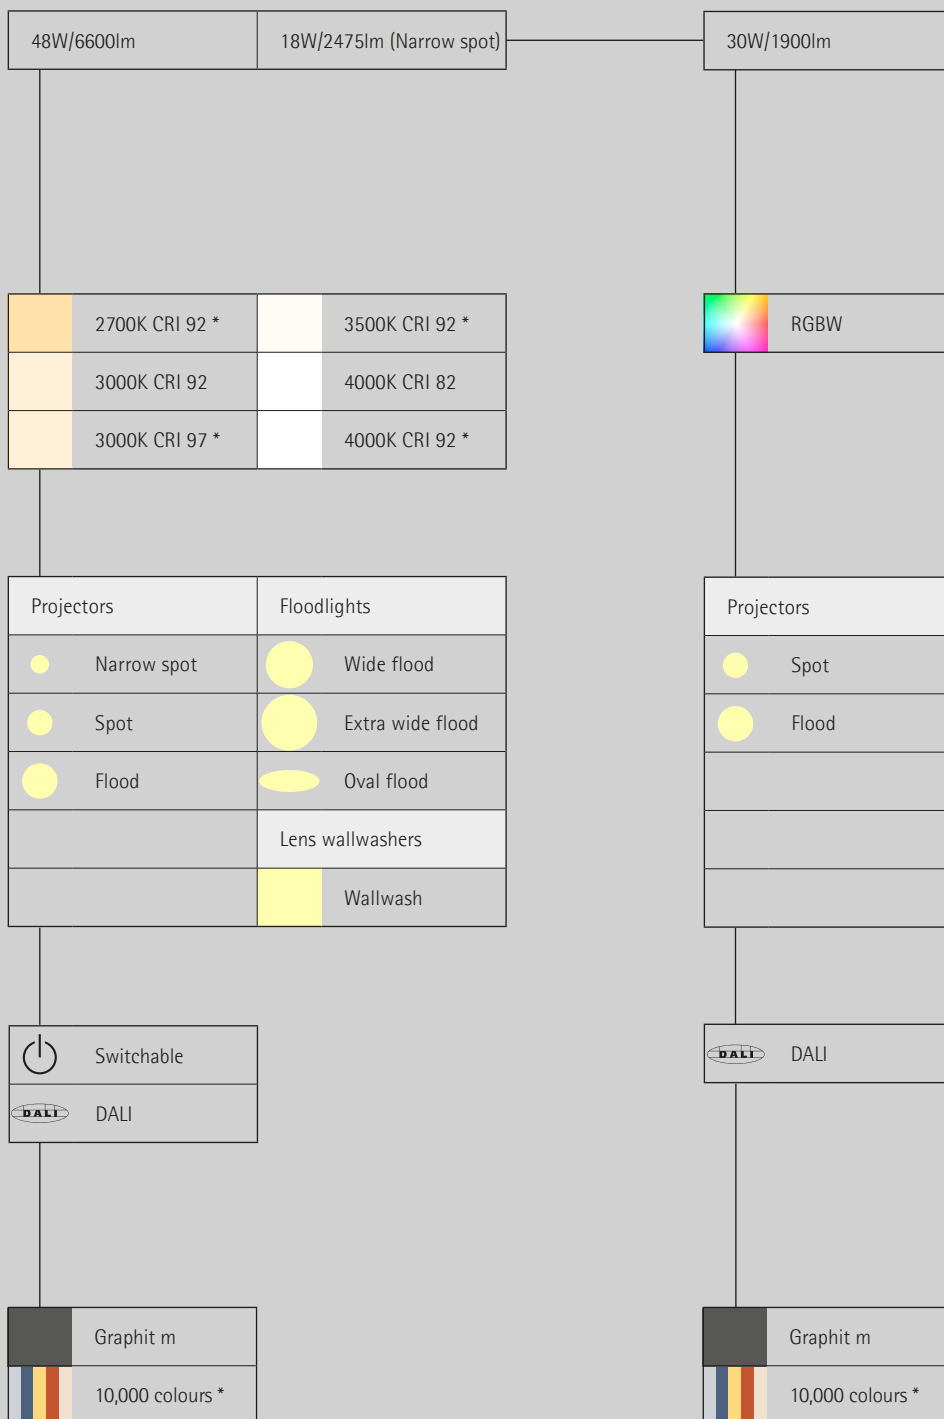 48W/6600lm 18W/2475lm (Narrow spot) 30W/1900lm
2700K CRI 92 * 3500K CRI 92 * RGBW
3000K CRI 92 4000K CRI 82
3000K CRI 97 * 4000K CRI 92 *
Projectors Floodlights Projectors
Narrow spot Wide flood Spot
Spot Extra wide flood Flood
Flood Oval flood
Lens wallwashers
Wallwash
Switchable DALI DALI
DALI DALI
Graphit m Graphit m
10,000 colours * 10,000 colours *